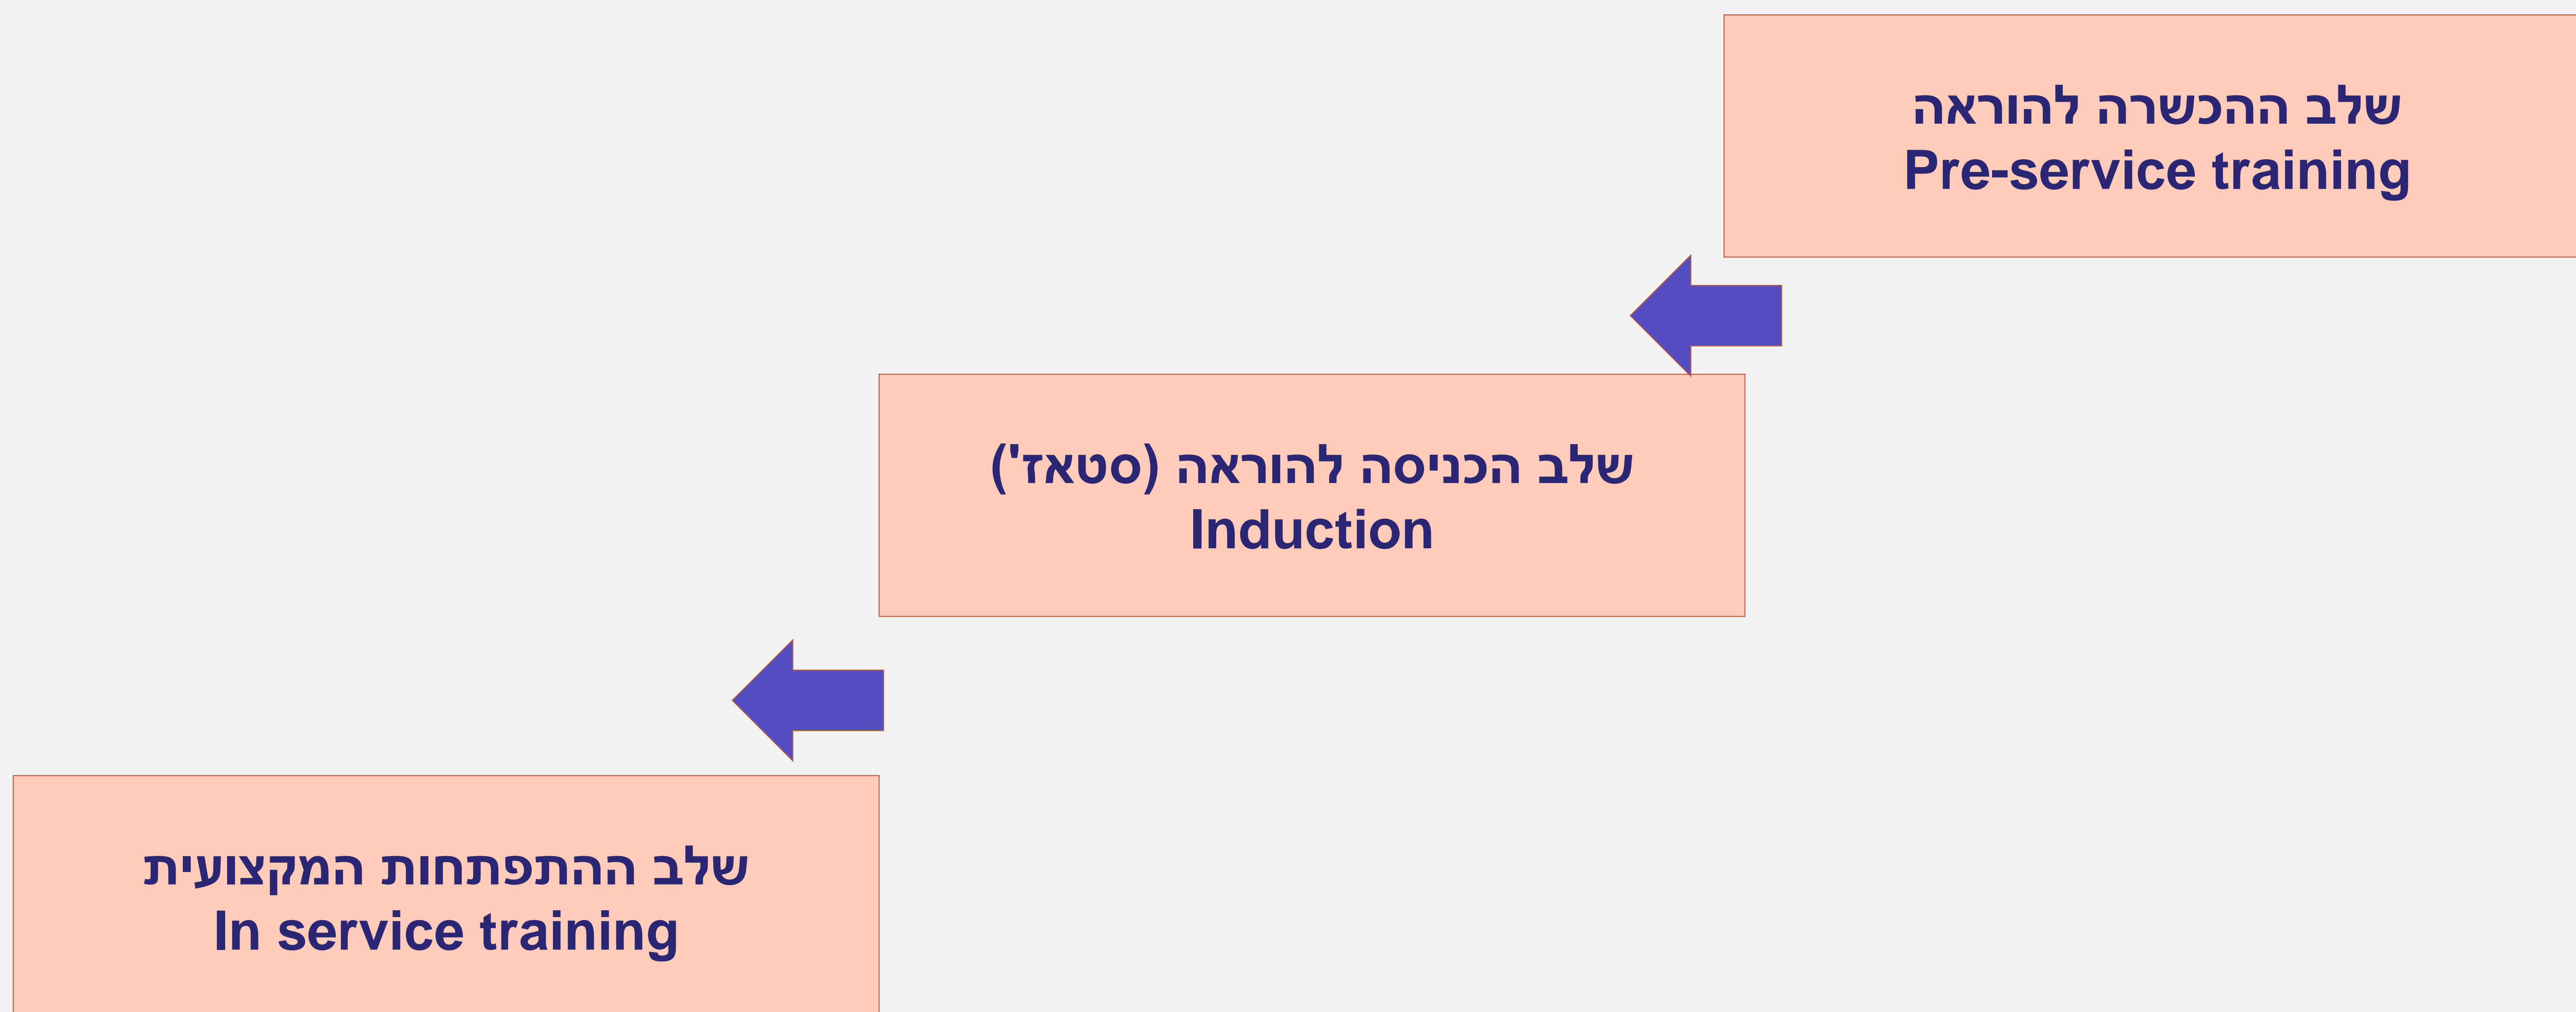 שלב ההכשרה להוראה
Pre-service training
שלב הכניסה להוראה (סטאז')
Induction
שלב ההתפתחות המקצועית
In service training